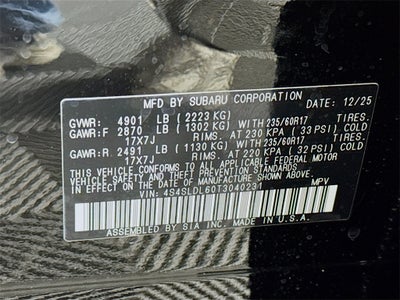 MFD BY SUBARU CORPORATION DATE: 12/25
GVWR: 4901 LB (2223 KG)
GAWR:F 2870 LB (1302 KG) WITH 235/60R17 TIRES.
17X7J RIMS. AT 230 KPA (33 PSI) COLD
GAWR:R 2491 LB (1130 KG) WITH 235/60R17 TIRES.
17X7J RIMS. AT 220 KPA (32 PSI) COLD
THIS VEHICLE CONFORMS TO ALL APPLICABLE FEDERAL MOTOR
VEHICLE SAFETY AND THEFT PREVENTION STANDARDS IN EFFECT
ON THE DATE OF MANUFACTURE SHOWN ABOVE.
VEHICLE IDENTIFICATION NUMBER: MPV
4S4SLDL60T3040231
ASSEMBLED BY SIA INC. MADE IN U.S.A.